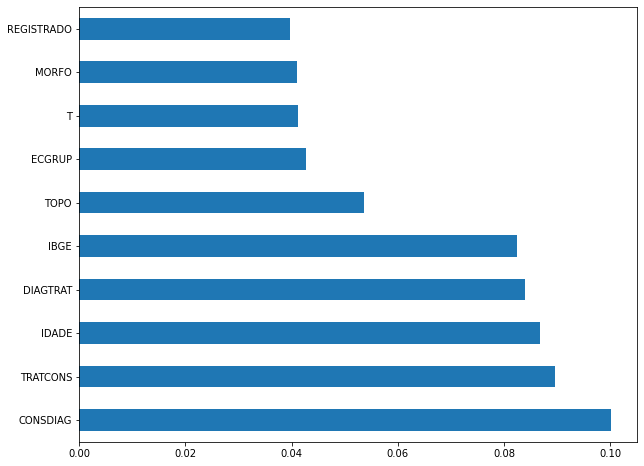 REGISTRADO
MORFO
T
ECGRUP
TOPO
IBGE
DIAGTRAT
IDADE
TRATCONS
CONSDIAG
0.00 0.02 0.04 0.06 0.08 0.10